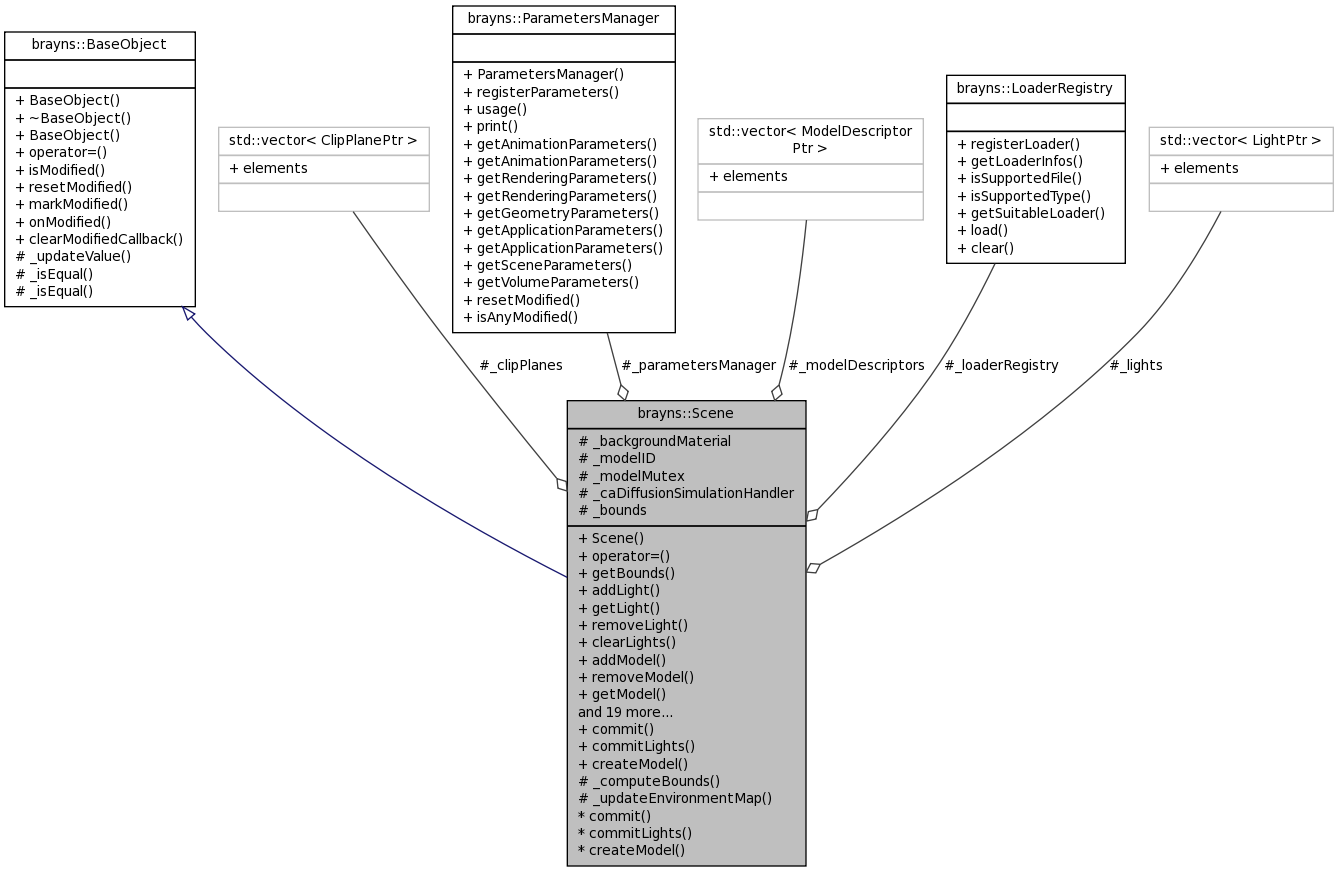 brayns::BaseObject
+ BaseObject()
+ ~BaseObject()
+ BaseObject()
+ operator=()
+ isModified()
+ resetModified()
+ markModified()
+ onModified()
+ clearModifiedCallback()
# _updateValue()
# _isEqual()
# _isEqual()
std::vector< ClipPlanePtr >
+ elements
brayns::ParametersManager
+ ParametersManager()
+ registerParameters()
+ usage()
+ print()
+ getAnimationParameters()
+ getAnimationParameters()
+ getRenderingParameters()
+ getRenderingParameters()
+ getGeometryParameters()
+ getApplicationParameters()
+ getApplicationParameters()
+ getSceneParameters()
+ getVolumeParameters()
+ resetModified()
+ isAnyModified()
std::vector< ModelDescriptor
Ptr >
+ elements
brayns::LoaderRegistry
+ registerLoader()
+ getLoaderInfos()
+ isSupportedFile()
+ isSupportedType()
+ getSuitableLoader()
+ load()
+ clear()
std::vector< LightPtr >
+ elements
#_clipPlanes
#_parametersManager
#_modelDescriptors
#_loaderRegistry
#_lights
brayns::Scene
# _backgroundMaterial
# _modelID
# _modelMutex
# _caDiffusionSimulationHandler
# _bounds
+ Scene()
+ operator=()
+ getBounds()
+ addLight()
+ getLight()
+ removeLight()
+ clearLights()
+ addModel()
+ removeModel()
+ getModel()
and 19 more...
+ commit()
+ commitLights()
+ createModel()
# _computeBounds()
# _updateEnvironmentMap()
* commit()
* commitLights()
* createModel()